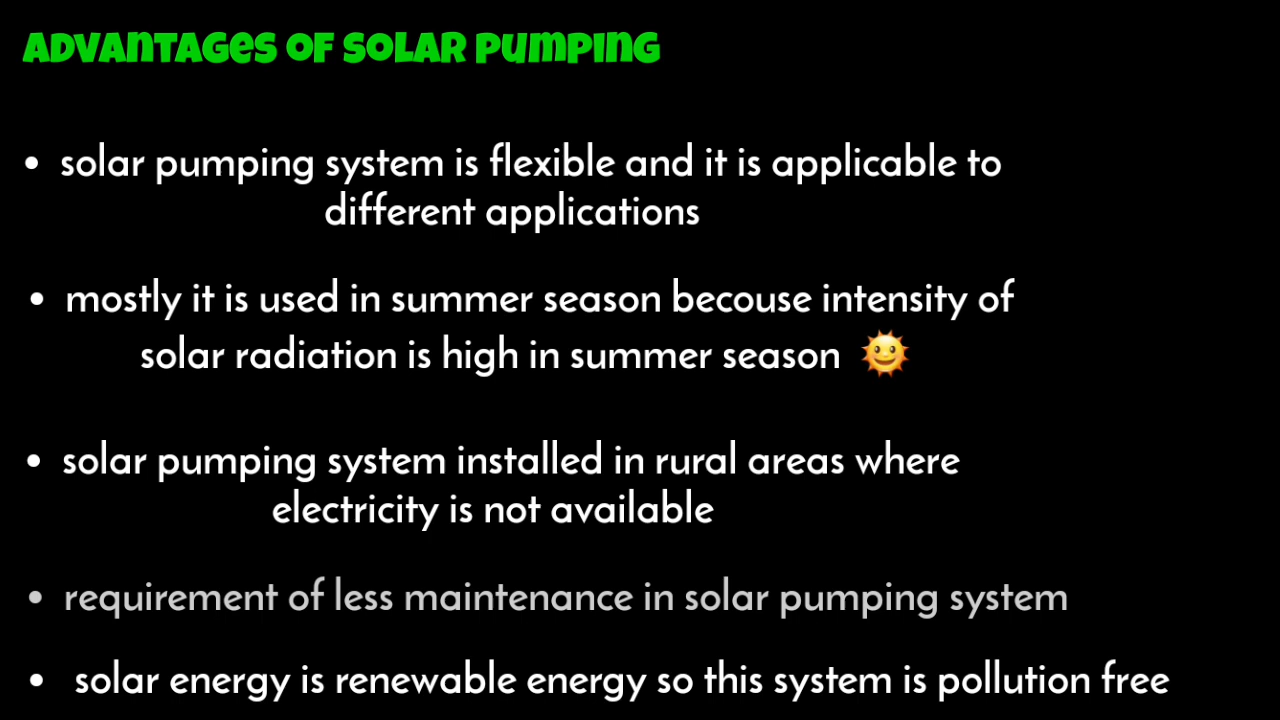 ADVANTAGES OF SOLAR PUMPING
• solar pumping system is flexible and it is applicable to
different applications
• mostly it is used in summer season becouse intensity of
solar radiation is high in summer season 🌞
• solar pumping system installed in rural areas where
electricity is not available
• requirement of less maintenance in solar pumping system
• solar energy is renewable energy so this system is pollution free